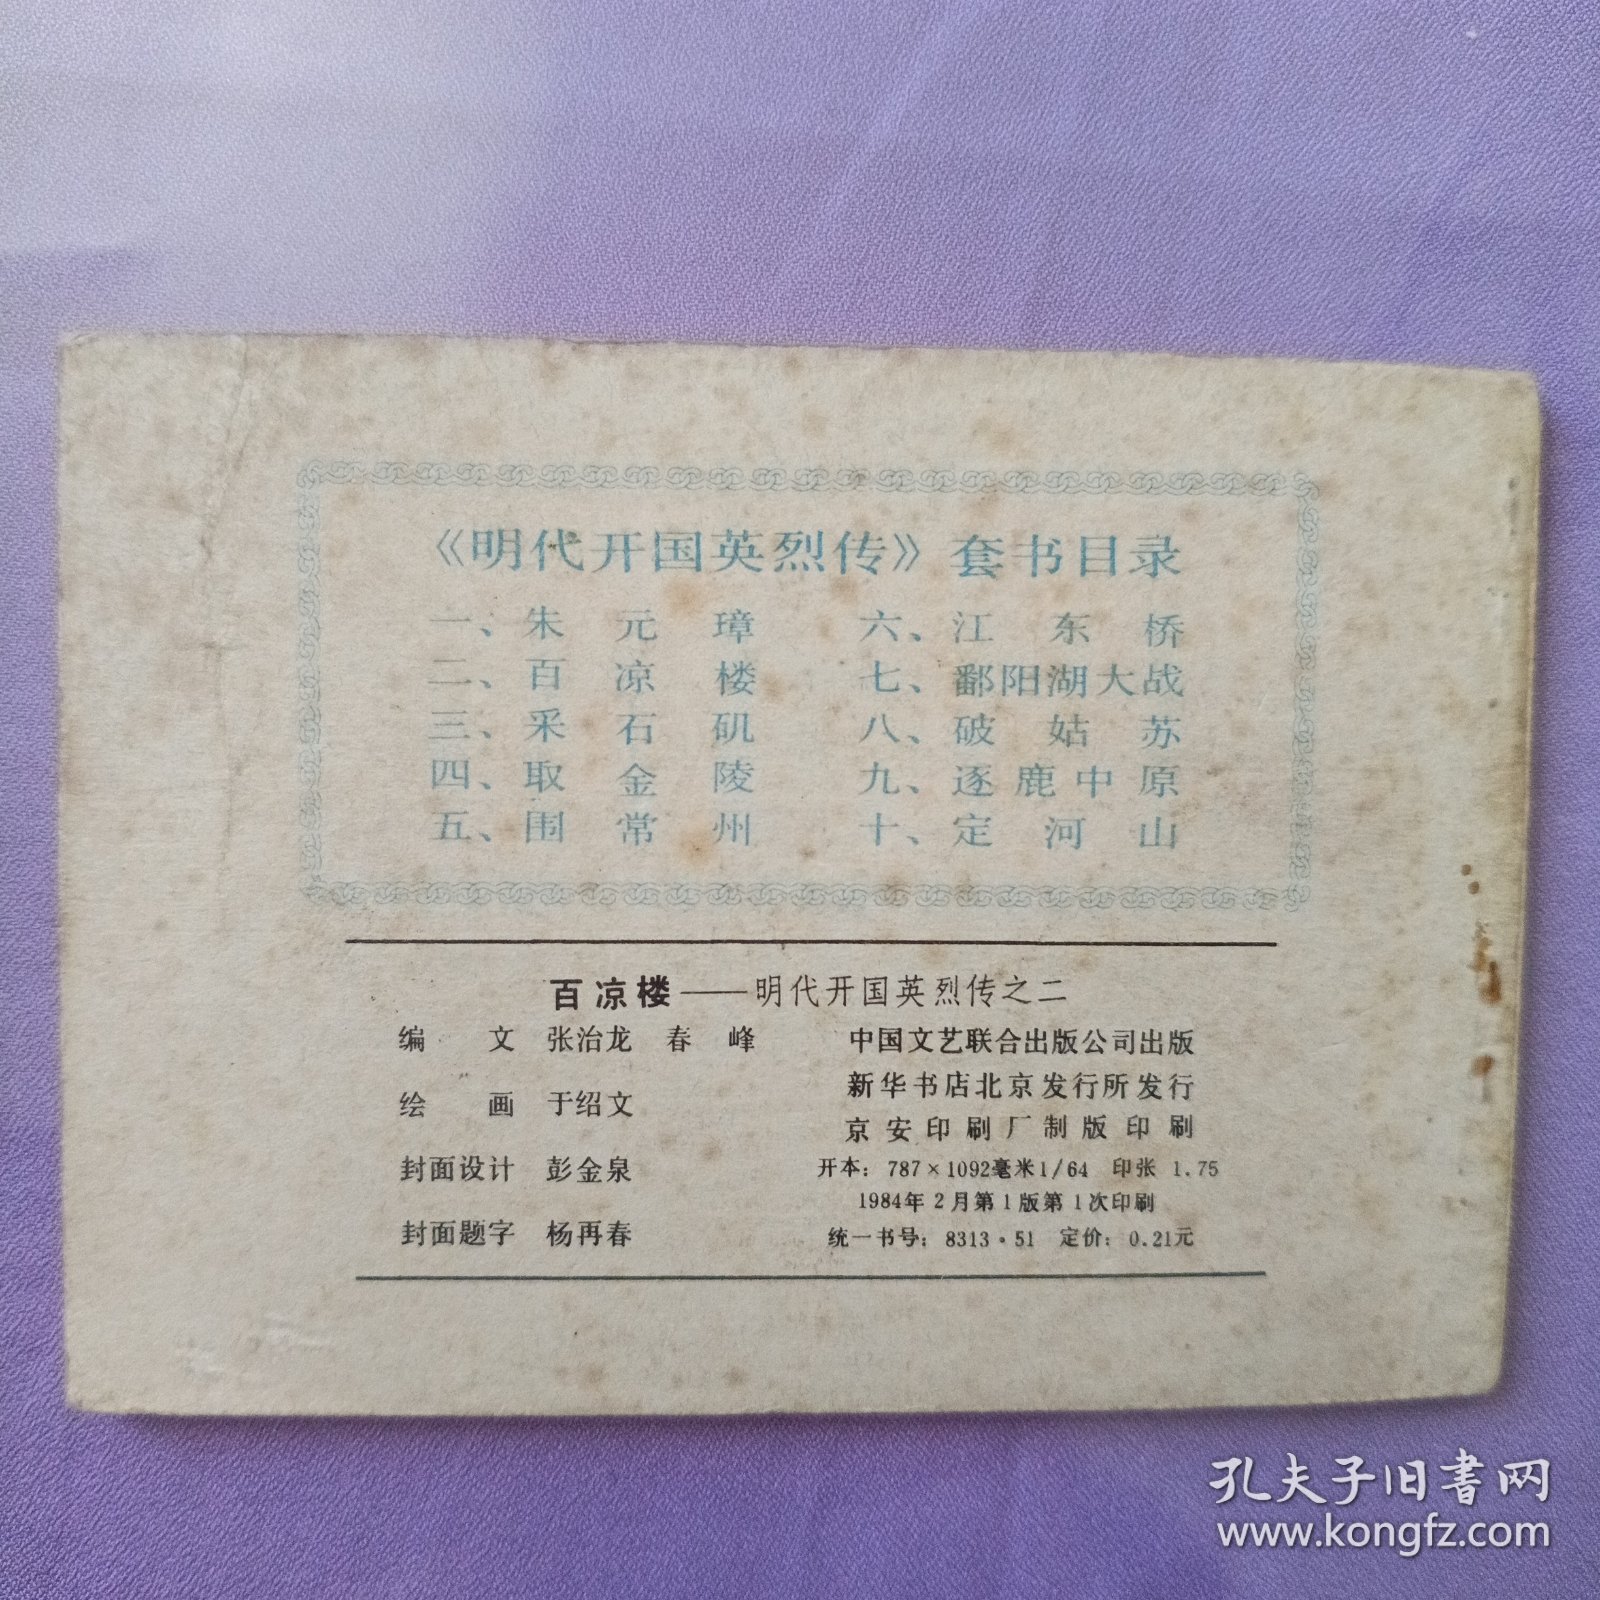 《明代开国英烈传》套书目录
一、朱元璋
二、百凉楼
三、采石矶
四、取金陵
五、围常州
六、江东桥
七、鄱阳湖大战
八、破姑苏
九、逐鹿中原
十、定河山
百凉楼——明代开国英烈传之二
编文 张治龙 春峰
绘画 于绍文
封面设计 彭金泉
封面题字 杨再春
中国文艺联合出版公司出版
新华书店北京发行所发行
京安印刷厂制版印刷
开本：787×1092毫米1/64 印张 1.75
1984年2月第1版第1次印刷
统一书号：8313·51 定价：0.21元
孔夫子旧书网
www.kongfz.com